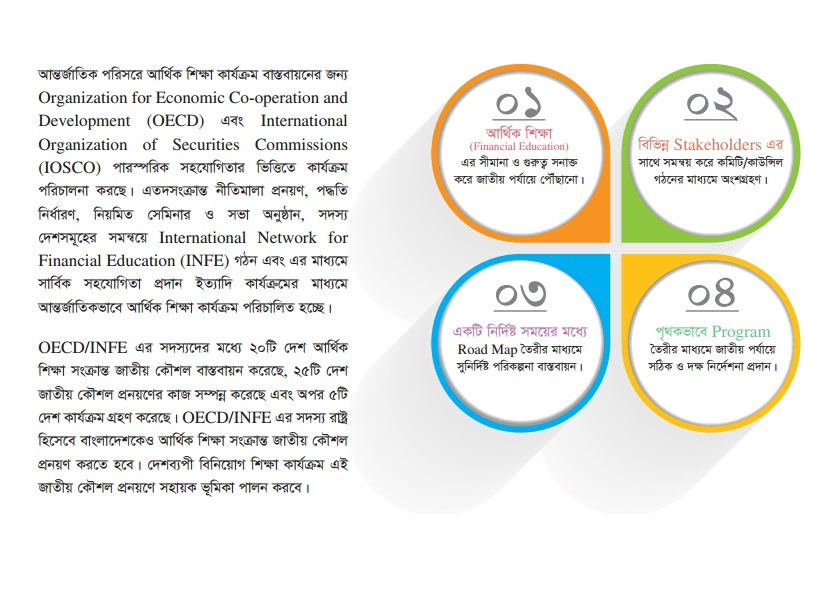 আন্তর্জাতিক পরিসরে আর্থিক শিক্ষা কার্যক্রম বাস্তবায়নের জন্য
Organization for Economic Co-operation and
Development (OECD) এবং International
Organization of Securities Commissions
(IOSCO) পারস্পরিক সহযোগিতার ভিত্তিতে কার্যক্রম
পরিচালনা করছে। এতদসংক্রান্ত নীতিমালা প্রনয়ণ, পদ্ধতি
নির্ধারণ, নিয়মিত সেমিনার ও সভা অনুষ্ঠান, সদস্য
দেশসমূহের সমন্বয়ে International Network for
Financial Education (INFE) গঠন এবং এর মাধ্যমে
সার্বিক সহযোগিতা প্রদান ইত্যাদি কার্যক্রমের মাধ্যমে
আন্তর্জাতিকভাবে আর্থিক শিক্ষা কার্যক্রম পরিচালিত হচ্ছে।
OECD/INFE এর সদস্যদের মধ্যে ২০টি দেশ আর্থিক
শিক্ষা সংক্রান্ত জাতীয় কৌশল বাস্তবায়ন করেছে, ২৫টি দেশ
জাতীয় কৌশল প্রনয়ণের কাজ সম্পন্ন করেছে এবং অপর ৫টি
দেশ কার্যক্রম গ্রহণ করেছে। OECD/INFE এর সদস্য রাষ্ট্র
হিসেবে বাংলাদেশকেও আর্থিক শিক্ষা সংক্রান্ত জাতীয় কৌশল
প্রনয়ণ করতে হবে। দেশব্যপী বিনিয়োগ শিক্ষা কার্যক্রম এই
জাতীয় কৌশল প্রনয়ণে সহায়ক ভূমিকা পালন করবে।
০১
আর্থিক শিক্ষা
(Financial Education)
এর সীমানা ও গুরুত্ব সনাক্ত
করে জাতীয় পর্যায়ে পৌঁছানো।
০২
বিভিন্ন Stakeholders এর
সাথে সমন্বয় করে কমিটি/কাউন্সিল
গঠনের মাধ্যমে অংশগ্রহণ।
০৩
একটি নির্দিষ্ট সময়ের মধ্যে
Road Map তৈরীর মাধ্যমে
সুনির্দিষ্ট পরিকল্পনা বাস্তবায়ন।
০৪
পৃথকভাবে Program
তৈরীর মাধ্যমে জাতীয় পর্যায়ে
সঠিক ও দক্ষ নির্দেশনা প্রদান।